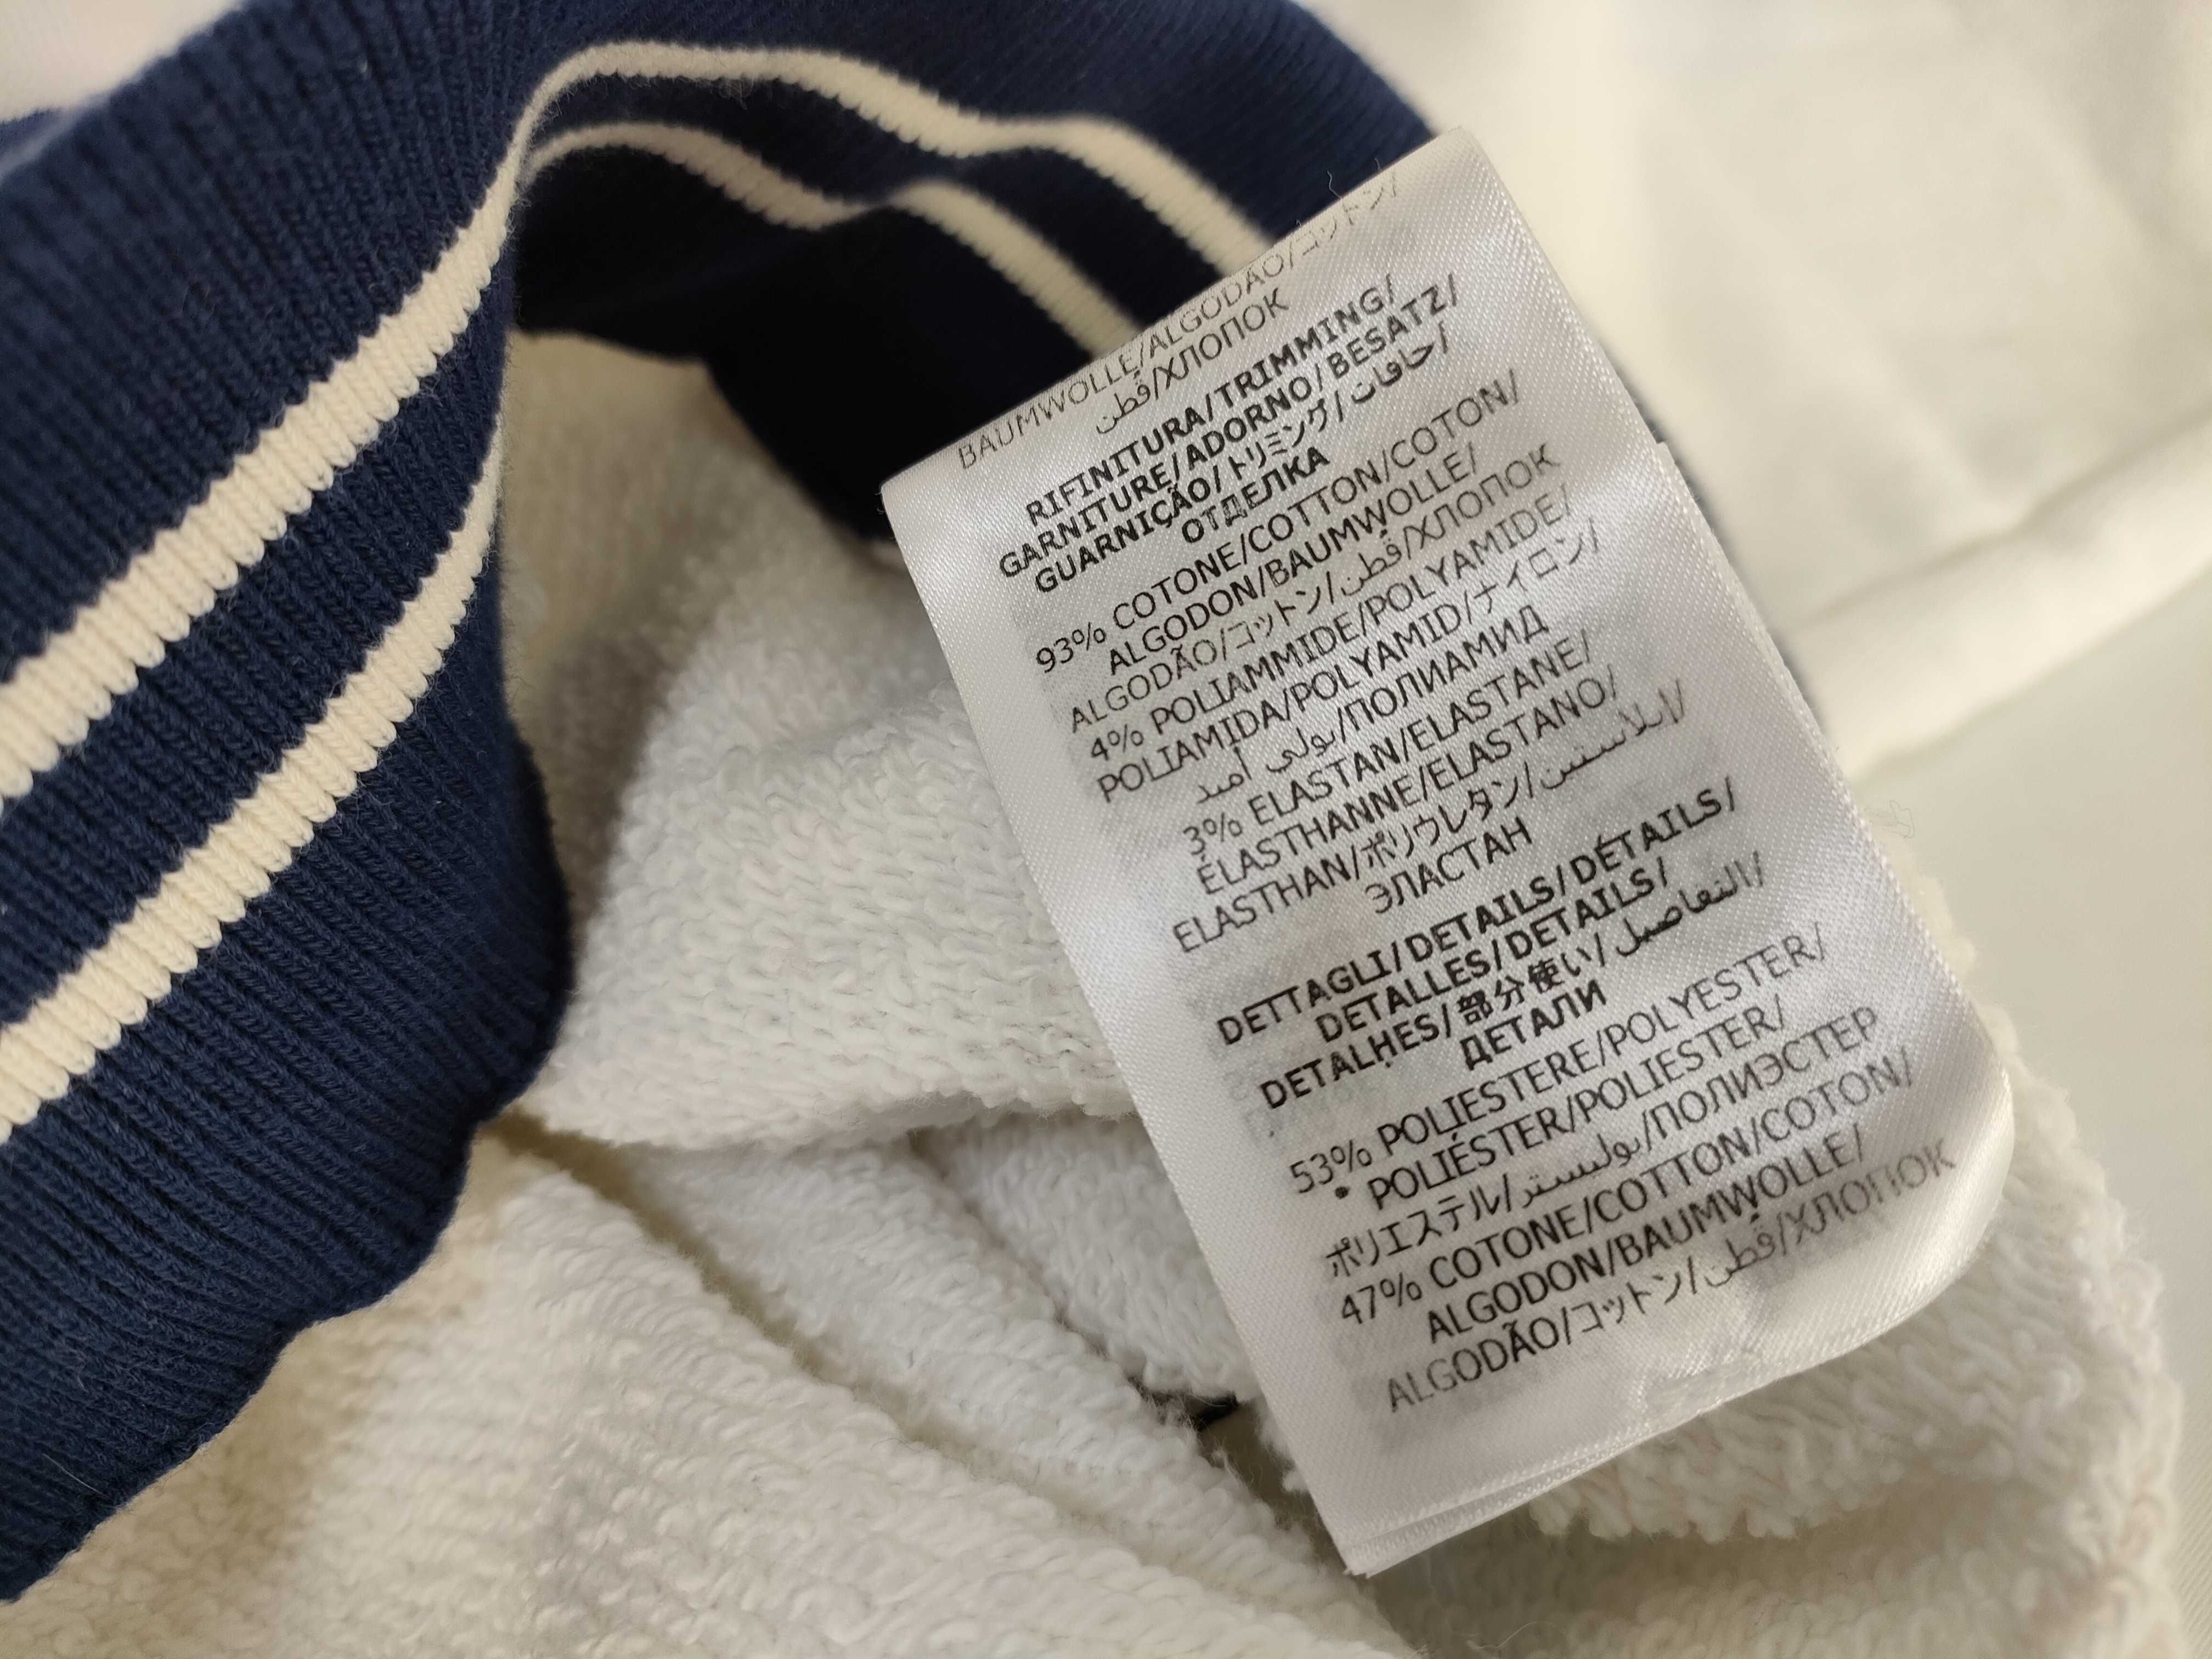 BAUMWOLLE/ALGODÃO/コットン/
قطن/ХЛОПОК
RIFINITURA/TRIMMING/
GARNITURE/ADORNO/BESATZ/
GUARNIÇÃO/トリミング/حافات/
ОТДЕЛКА
93% COTONE/COTTON/COTON/
ALGODON/BAUMWOLLE/
ALGODÃO/コットン/قطن/ХЛОПОК
4% POLIAMMIDE/POLYAMIDE/
POLIAMIDA/POLYAMID/ナイロン/
بولي أميد/ПОЛИАМИД
3% ELASTAN/ELASTANE/
ÉLASTHANNE/ELASTANO/
ELASTHAN/ポリウレタン/إيلاستين/
ЭЛАСТАН
DETTAGLI/DETAILS/DÉTAILS/
DETALLES/DETAILS/
DETALHES/部分使い/التفاصيل/
ДЕТАЛИ
53% POLIESTERE/POLYESTER/
POLIÉSTER/POLIESTER/
ポリエステル/بوليستر/ПОЛИЭСТЕР
47% COTONE/COTTON/COTON/
ALGODON/BAUMWOLLE/
ALGODÃO/コットン/قطن/ХЛОПОК